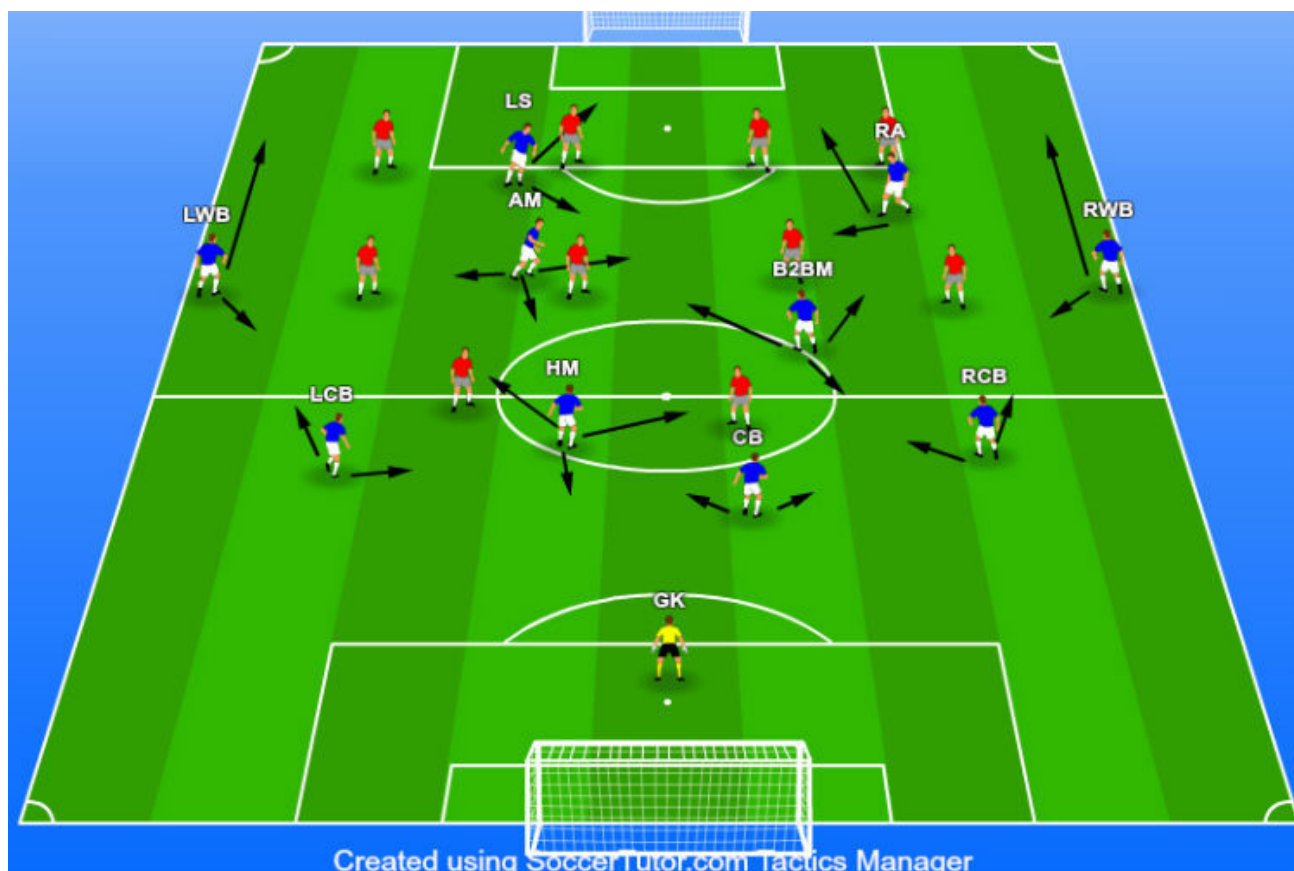 LS
RA
AM
LWB
RWB
B2BM
HM
RCB
LCB
CB
GK
Created using SoccerTutor.com Tactics Manager